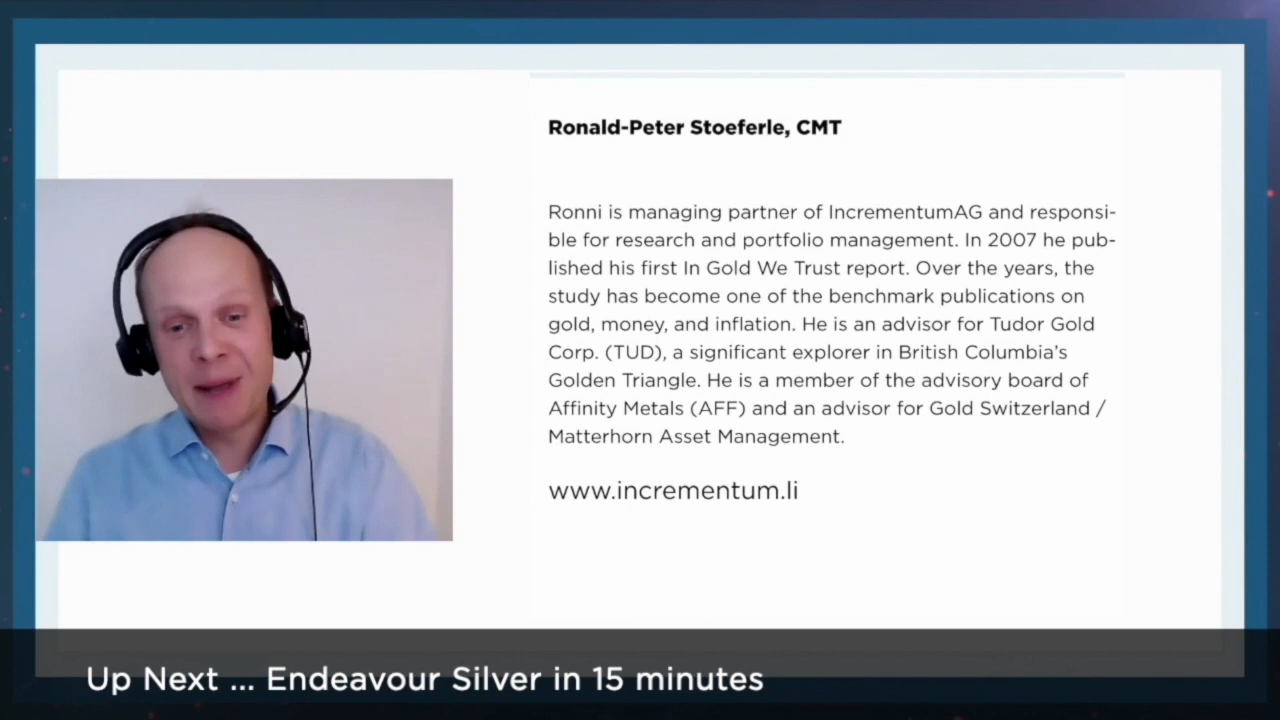 Ronald-Peter Stoeferle, CMT
Ronni is managing partner of IncrementumAG and responsi-
ble for research and portfolio management. In 2007 he pub-
lished his first In Gold We Trust report. Over the years, the
study has become one of the benchmark publications on
gold, money, and inflation. He is an advisor for Tudor Gold
Corp. (TUD), a significant explorer in British Columbia’s
Golden Triangle. He is a member of the advisory board of
Affinity Metals (AFF) and an advisor for Gold Switzerland /
Matterhorn Asset Management.
www.incrementum.li
Up Next ... Endeavour Silver in 15 minutes